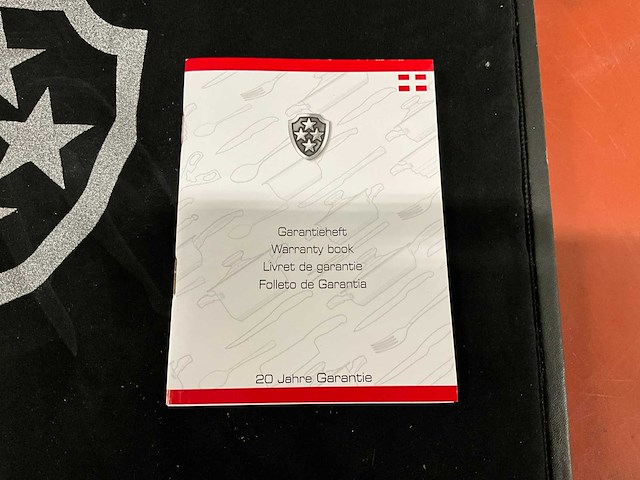 Garantieheft
Warranty book
Livret de garantie
Folleto de Garantia
20 Jahre Garantie